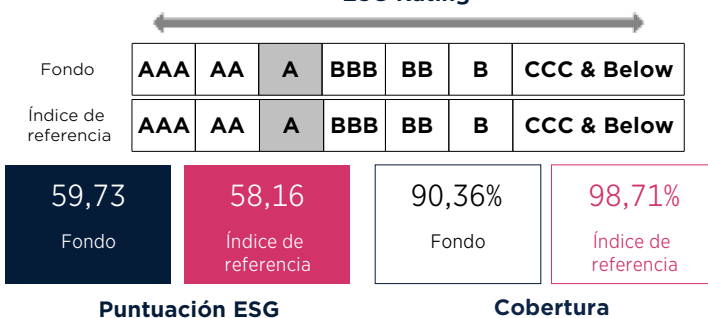 Fondo AAA AA A BBB BB B CCC & Below
Índice de
referencia AAA AA A BBB BB B CCC & Below
59,73 58,16 90,36% 98,71%
Fondo Índice de
referencia Fondo Índice de
referencia
Puntuación ESG Cobertura